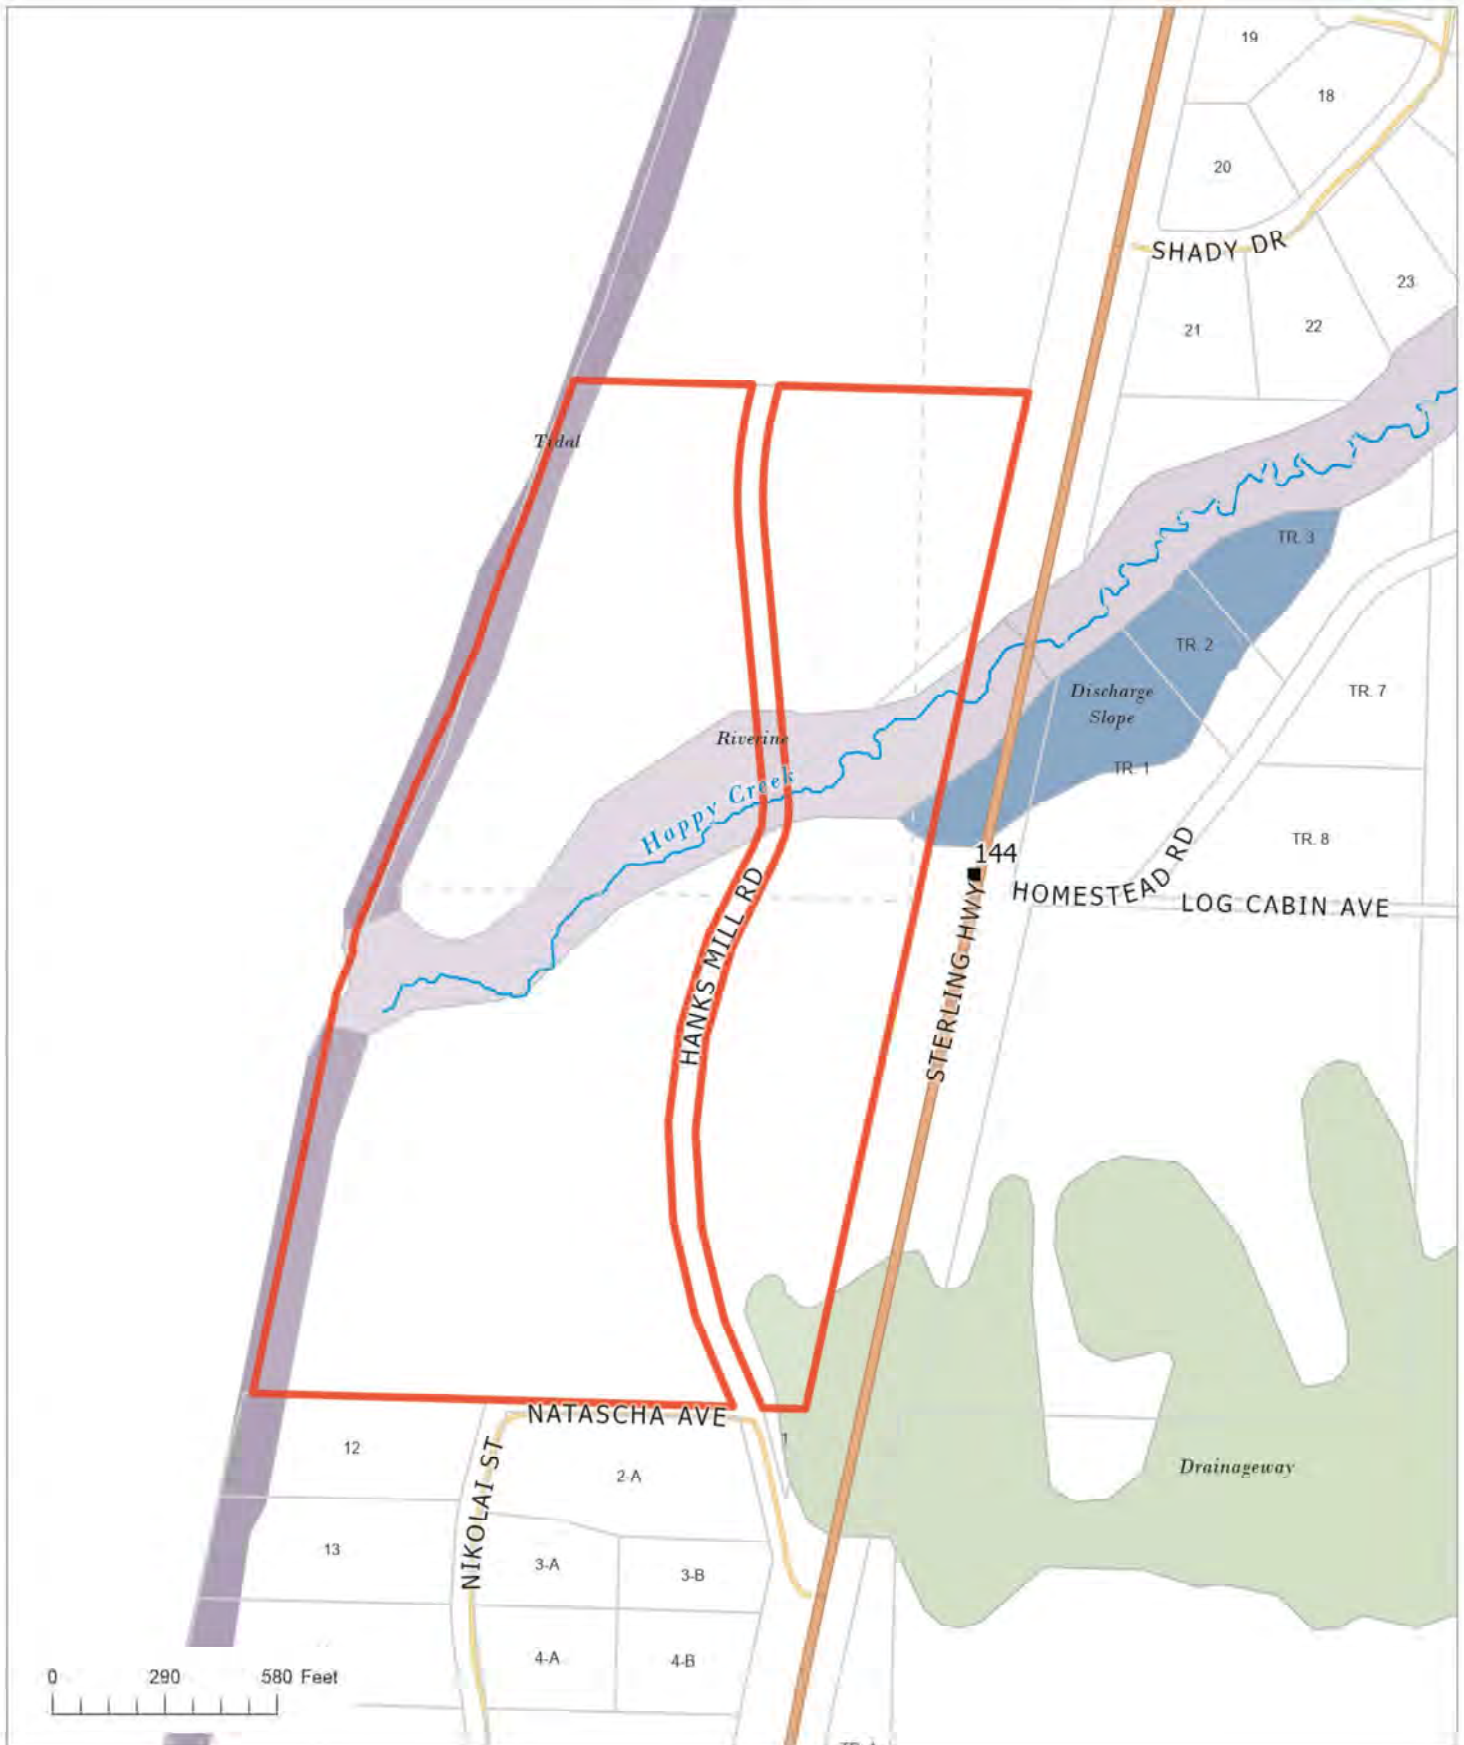 19
18
20
SHADY DR
23
21
22
Tidal
TR. 3
TR. 2
Discharge
Slope
TR. 7
Riverine
TR. 1
Happy Creek
TR. 8
144
HOMESTEAD RD
LOG CABIN AVE
HANKS MILL RD
STERLING HWY
NATASCHA AVE
1
12
2-A
Drainageway
NIKOLAI ST
13
3-A
3-B
4-A
4-B
0 290 580 Feet